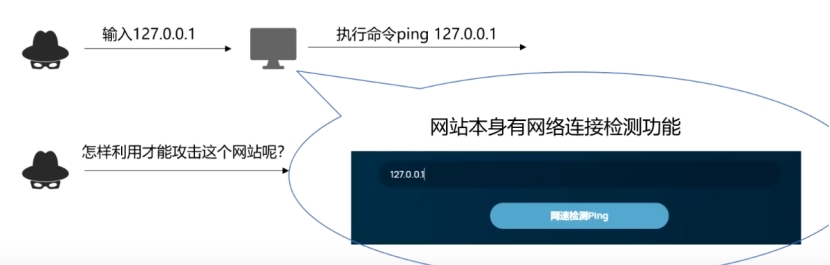 输入127.0.0.1
执行命令ping 127.0.0.1
网站本身有网络连接检测功能
怎样利用才能攻击这个网站呢？
127.0.0.1
网速检测Ping